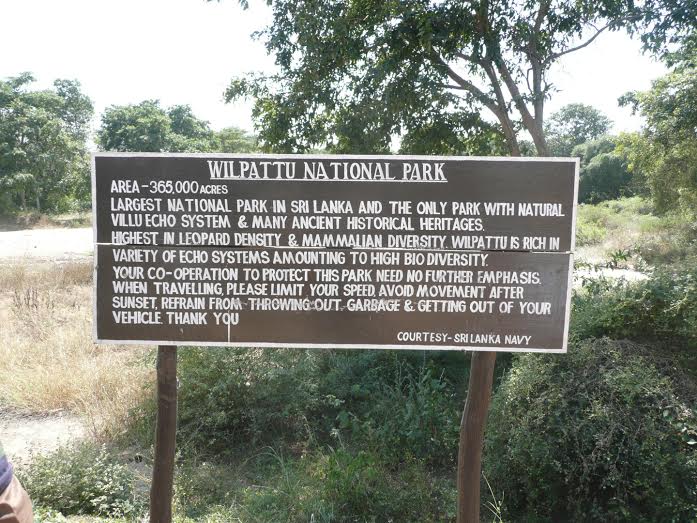 WILPATTU NATIONAL PARK
AREA-365,000 ACRES
LARGEST NATIONAL PARK IN SRI LANKA AND THE ONLY PARK WITH NATURAL
VILLU ECHO SYSTEM & MANY ANCIENT HISTORICAL HERITAGES.
HIGHEST IN LEOPARD DENSITY & MAMMALIAN DIVERSITY. WILPATTU IS RICH IN
VARIETY OF ECHO SYSTEMS AMOUNTING TO HIGH BIO DIVERSITY.
YOUR CO-OPERATION TO PROTECT THIS PARK NEED NO FURTHER EMPHASIS.
WHEN TRAVELLING, PLEASE LIMIT YOUR SPEED, AVOID MOVEMENT AFTER
SUNSET, REFRAIN FROM THROWING OUT GARBAGE & GETTING OUT OF YOUR
VEHICLE. THANK YOU
COURTESY-SRI LANKA NAVY